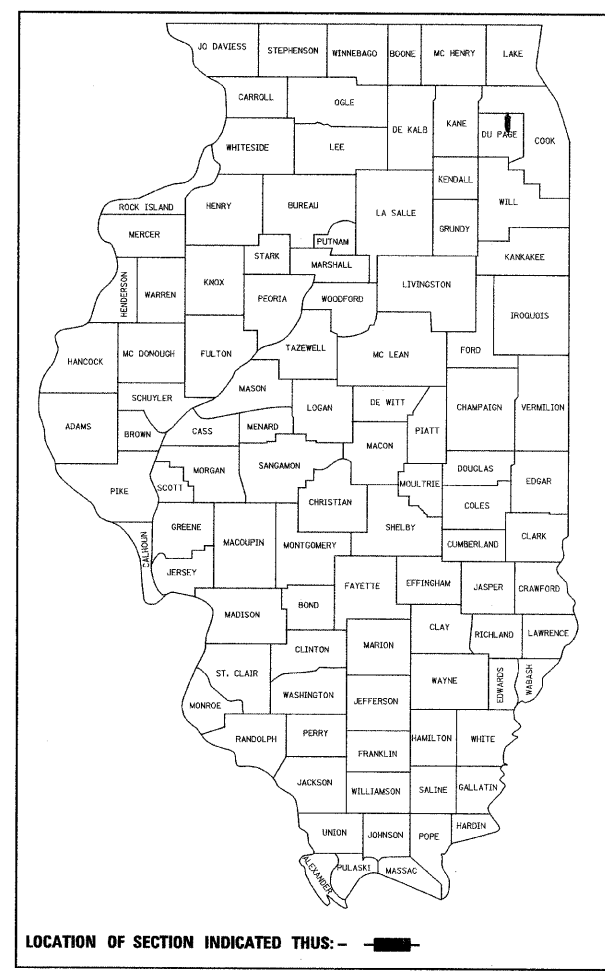 JO DAVIESS STEPHENSON WINNEBAGO BOONE MC HENRY LAKE
CARROLL OGLE
DE KALB KANE DU PAGE COOK
WHITESIDE LEE
KENDALL
ROCK ISLAND HENRY BUREAU LA SALLE GRUNDY WILL
MERCER PUTNAM
STARK MARSHALL KANKAKEE
HENDERSON WARREN KNOX PEORIA WOODFORD LIVINGSTON IROQUOIS
HANCOCK MC DONOUGH FULTON TAZEWELL MC LEAN FORD
MASON
SCHUYLER LOGAN DE WITT CHAMPAIGN VERMILION
ADAMS BROWN CASS MENARD MACON PIATT
SANGAMON DOUGLAS EDGAR
PIKE SCOTT MORGAN CHRISTIAN MOULTRIE COLES
GREENE MACOUPIN MONTGOMERY SHELBY CUMBERLAND CLARK
CALHOUN JERSEY FAYETTE EFFINGHAM JASPER CRAWFORD
MADISON BOND
CLAY RICHLAND LAWRENCE
CLINTON MARION
ST. CLAIR WAYNE EDWARDS WABASH
WASHINGTON JEFFERSON
MONROE
RANDOLPH PERRY HAMILTON WHITE
FRANKLIN
JACKSON WILLIAMSON SALINE GALLATIN
UNION JOHNSON POPE HARDIN
ALEXANDER PULASKI MASSAC
LOCATION OF SECTION INDICATED THUS: -